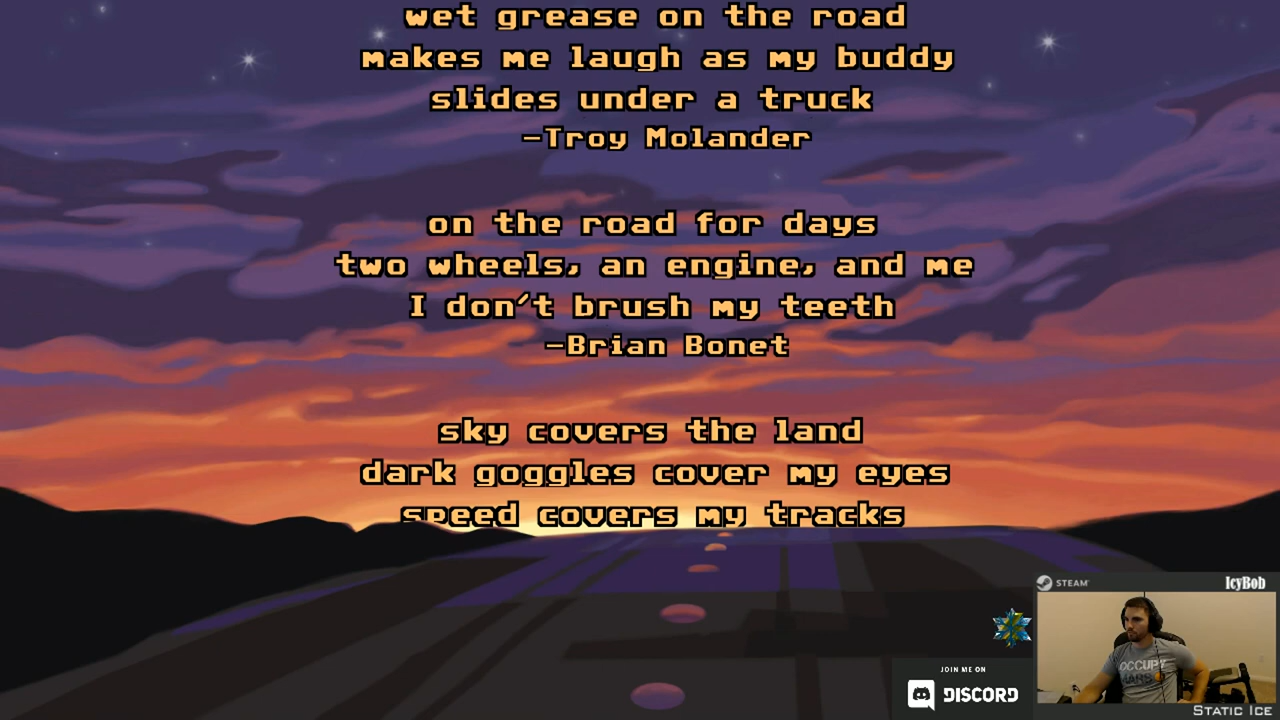 wet grease on the road
makes me laugh as my buddy
slides under a truck
-Troy Molander
on the road for days
two wheels, an engine, and me
I don't brush my teeth
-Brian Bonet
sky covers the land
dark goggles cover my eyes
speed covers my tracks
STEAM
IcyBob
OCCUPY
MARS
JOIN ME ON
DISCORD
STATIC ICE